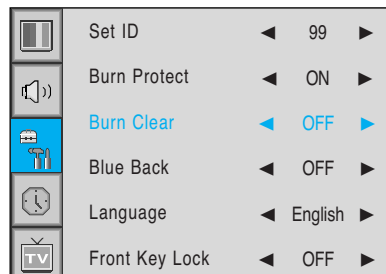 Set ID ◀ 99 ▶
Burn Protect ◀ ON ▶
Burn Clear ◀ OFF ▶
Blue Back ◀ OFF ▶
Language ◀ English ▶
Front Key Lock ◀ OFF ▶
TV